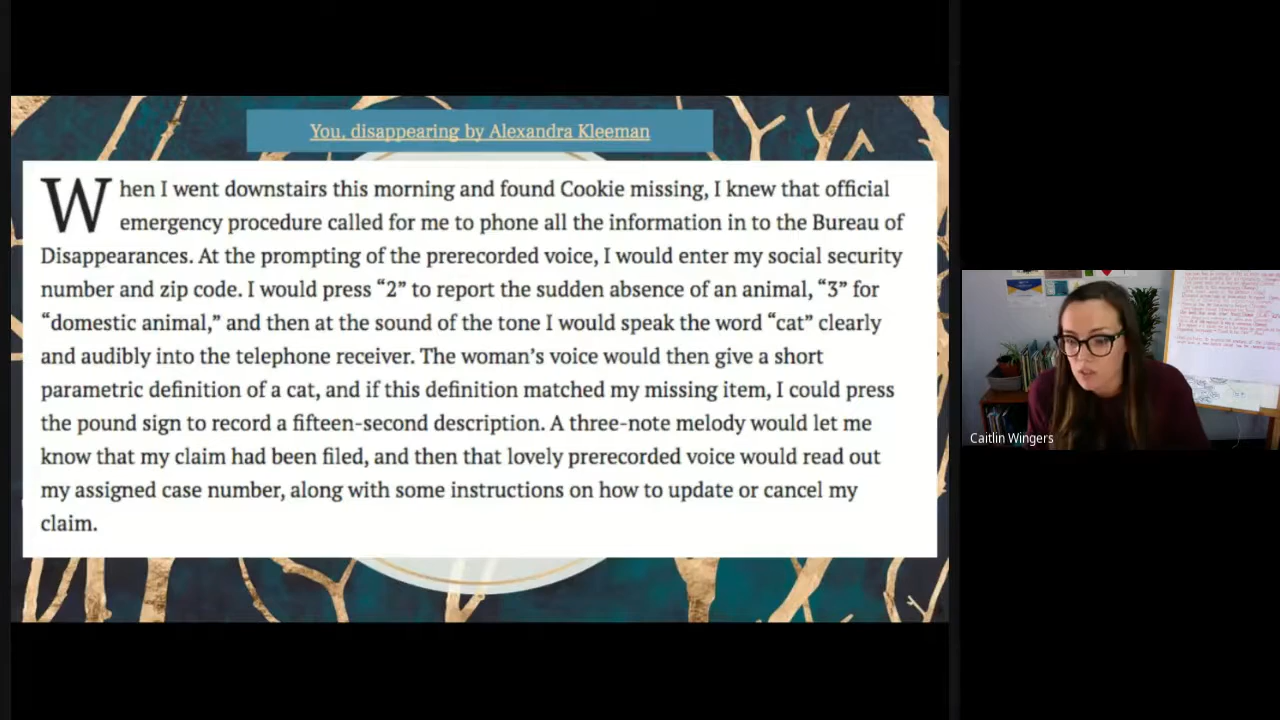 You, disappearing by Alexandra Kleeman
When I went downstairs this morning and found Cookie missing, I knew that official
emergency procedure called for me to phone all the information in to the Bureau of
Disappearances. At the prompting of the prerecorded voice, I would enter my social security
number and zip code. I would press “2” to report the sudden absence of an animal, “3” for
“domestic animal,” and then at the sound of the tone I would speak the word “cat” clearly
and audibly into the telephone receiver. The woman’s voice would then give a short
parametric definition of a cat, and if this definition matched my missing item, I could press
the pound sign to record a fifteen-second description. A three-note melody would let me
know that my claim had been filed, and then that lovely prerecorded voice would read out
my assigned case number, along with some instructions on how to update or cancel my
claim.
Caitlin Wingers